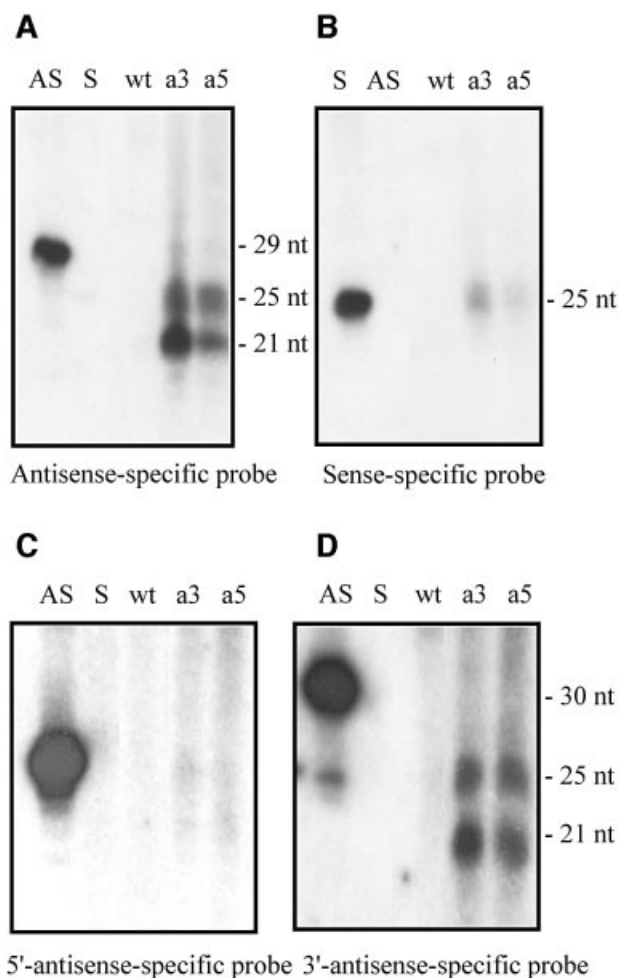 A
B
AS S wt a3 a5
S AS wt a3 a5
- 29 nt
- 25 nt
- 21 nt
- 25 nt
Antisense-specific probe
Sense-specific probe
C
D
AS S wt a3 a5
AS S wt a3 a5
- 30 nt
- 25 nt
- 21 nt
5'-antisense-specific probe
3'-antisense-specific probe